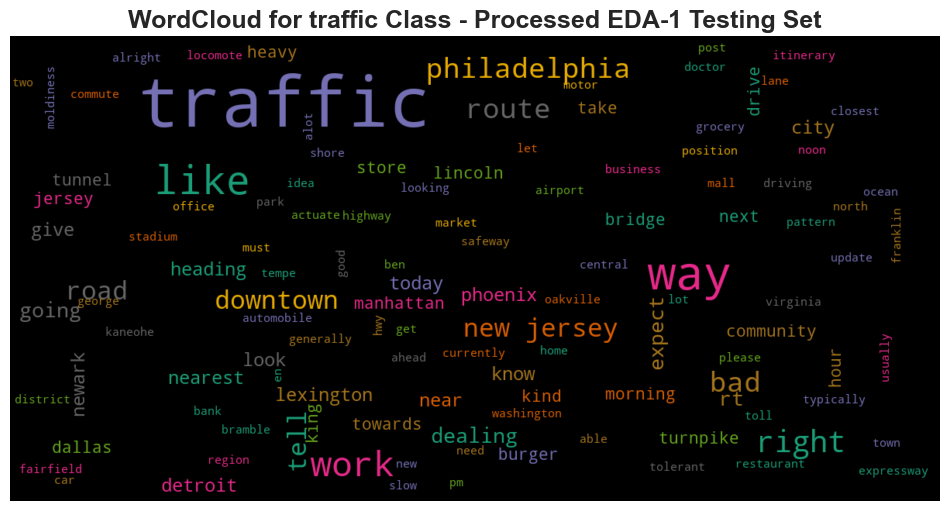 WordCloud for traffic Class - Processed EDA-1 Testing Set
post
alright
locomote
heavy
itinerary
philadelphia
doctor
two
moldiness
commute
traffic
motor
drive
lane
route
take
closest
alot
grocery
city
shore
let
position
noon
store
lincoln
business
tunnel
like
idea
looking
airport
mall
driving
ocean
jersey
office
park
actuate
highway
market
bridge
next
pattern
north
franklin
give
stadium
must
safeway
good
ben
central
update
heading
tempe
today
way
road
george
downtown
manhattan
phoenix
oakville
lot
virginia
going
automobile
hwy
get
new jersey
expect
community
kaneohe
generally
look
ahead
currently
home
please
hour
usually
newark
nearest
en
know
bad
district
lexington
near
kind
morning
rt
typically
bank
king
washington
toll
bramble
tell
towards
dealing
able
turnpike
right
town
dallas
need
burger
fairfield
region
work
new
tolerant
restaurant
expressway
car
detroit
slow
pm